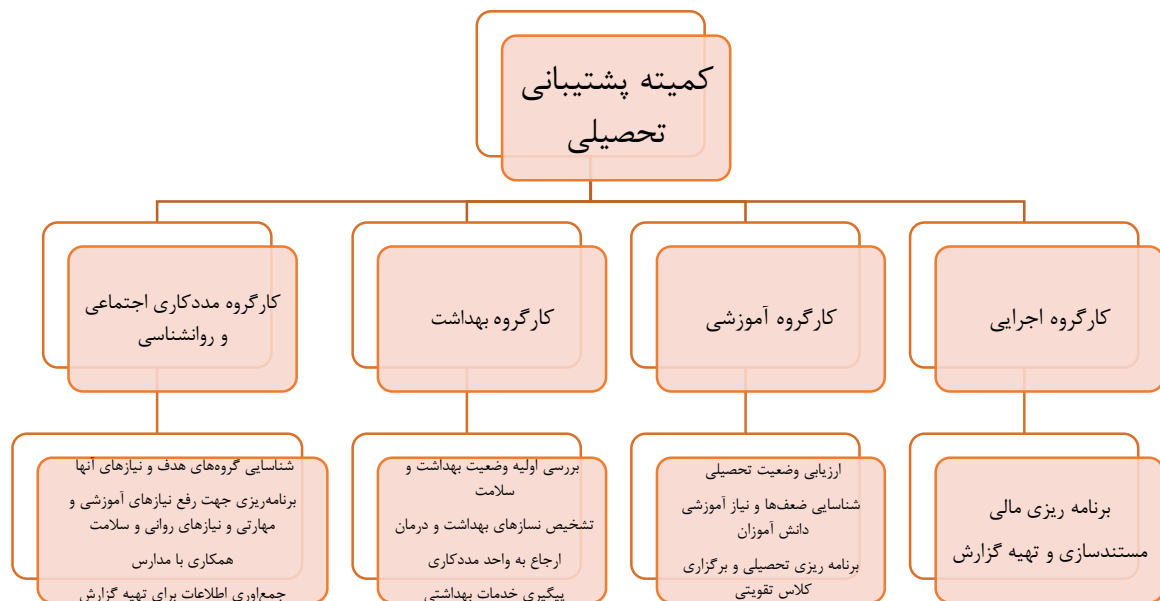 کمیته پشتیبانی
تحصیلی
کارگروه اجرایی
کارگروه آموزشی
کارگروه بهداشت
کارگروه مددکاری اجتماعی
و روانشناسی
برنامه ریزی مالی
مستندسازی و تهیه گزارش
ارزیابی وضعیت تحصیلی
شناسایی ضعف‌ها و نیاز آموزشی
دانش آموزان
برنامه ریزی تحصیلی و برگزاری
کلاس تقویتی
بررسی اولیه وضعیت بهداشت و
سلامت
تشخیص نسازهای بهداشت و درمان
ارجاع به واحد مددکاری
پیگیری خدمات بهداشتی
شناسایی گروه‌های هدف و نیازهای آنها
برنامه‌ریزی جهت رفع نیازهای آموزشی و
مهارتی و نیازهای روانی و سلامت
همکاری با مدارس
جمع‌اوری اطلاعات برای تهیه گزارش